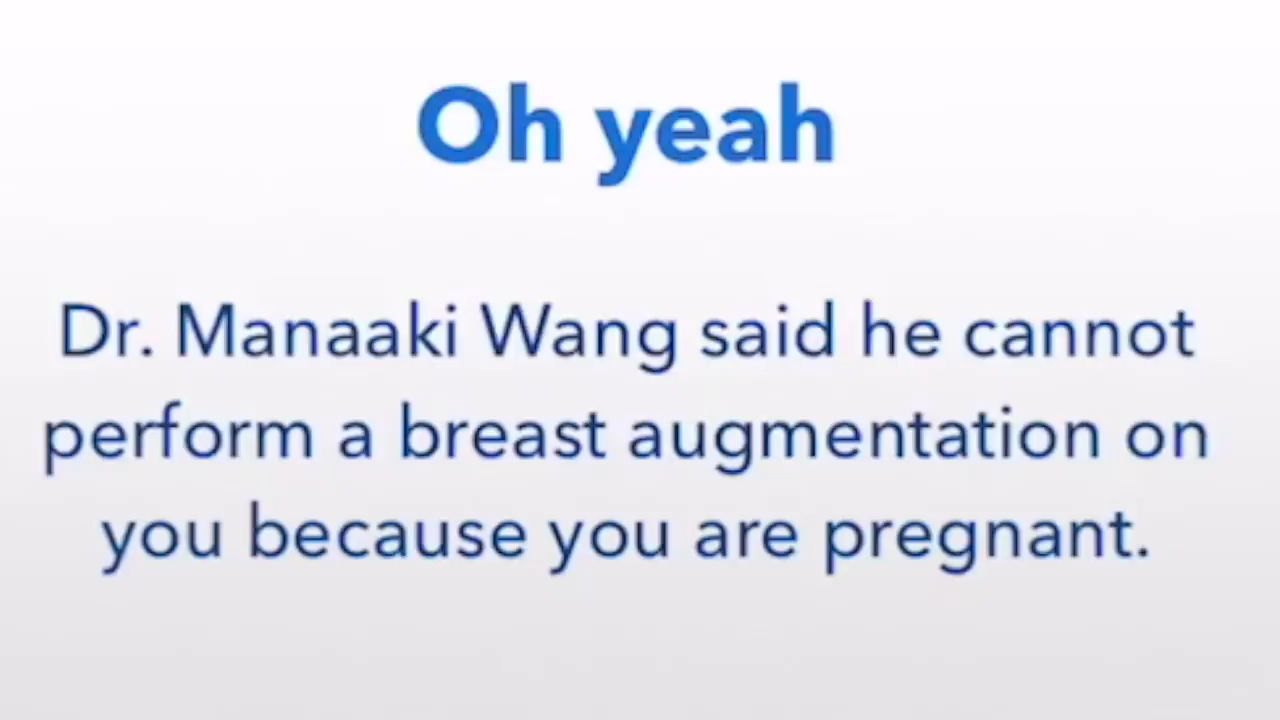 Oh yeah
Dr. Manaaki Wang said he cannot
perform a breast augmentation on
you because you are pregnant.